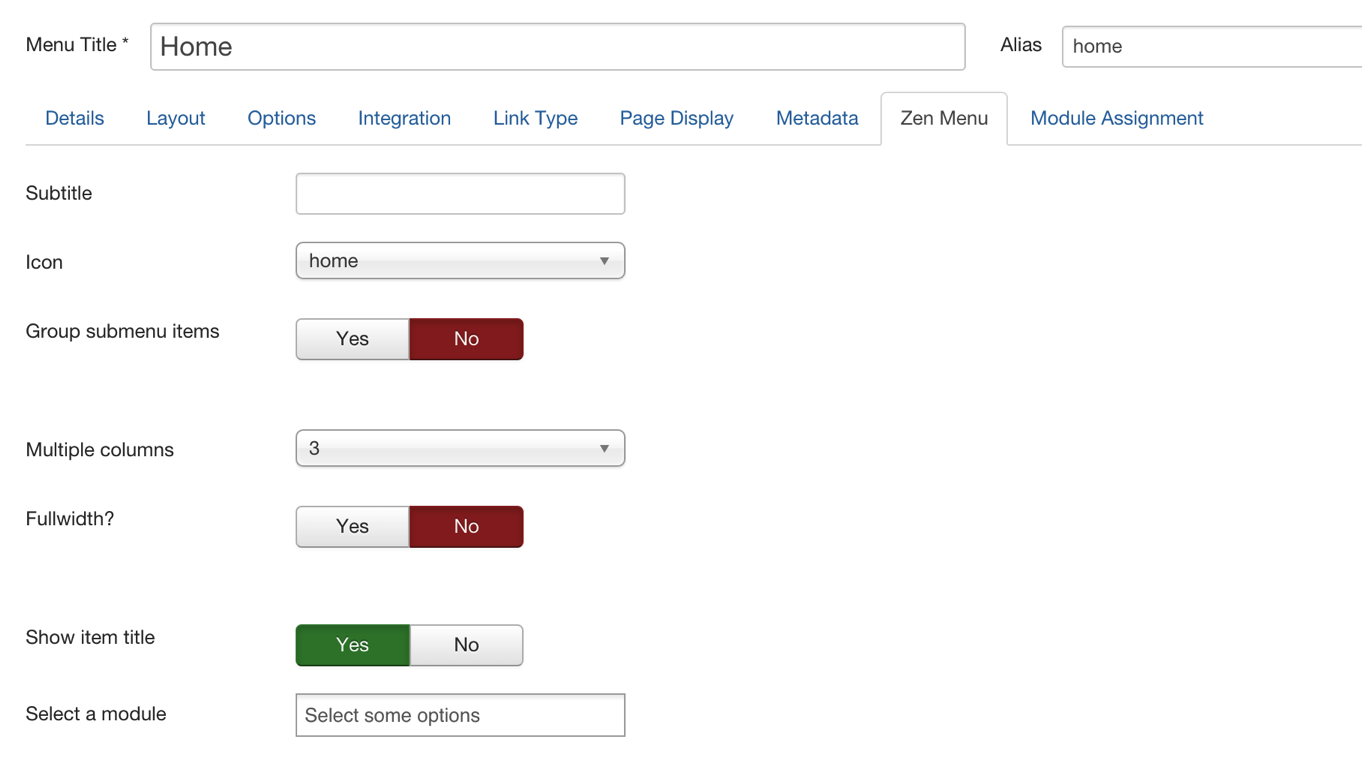 Menu Title * Home Alias home
Details Layout Options Integration Link Type Page Display Metadata Zen Menu Module Assignment
Subtitle
Icon home
Group submenu items Yes No
Multiple columns 3
Fullwidth? Yes No
Show item title Yes No
Select a module Select some options